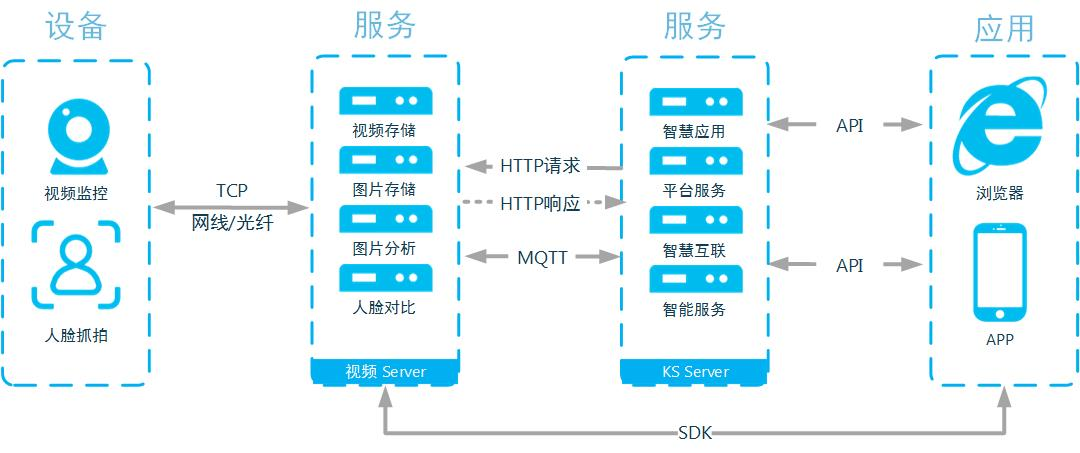 设备
视频监控
人脸抓拍
TCP
网线/光纤
服务
视频存储
图片存储
图片分析
人脸对比
视频 Server
HTTP请求
HTTP响应
MQTT
服务
智慧应用
平台服务
智慧互联
智能服务
KS Server
API
API
应用
浏览器
APP
SDK